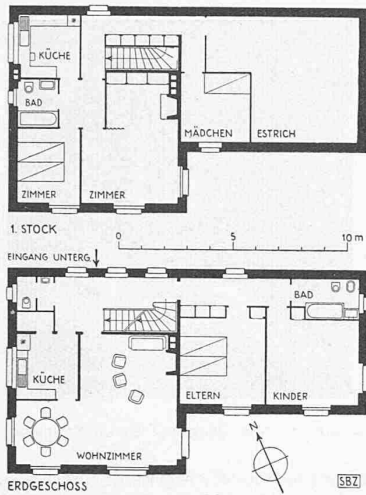 KÜCHE
BAD
MÄDCHEN ESTRICH
ZIMMER ZIMMER
1. STOCK
0 5 10 m
EINGANG UNTERG.
BAD
KÜCHE
ELTERN KINDER
WOHNZIMMER
N
ERDGESCHOSS
SBZ